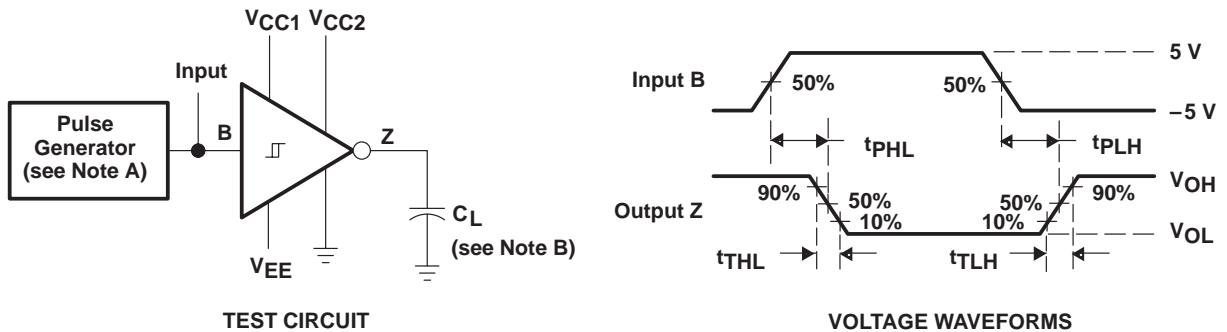 VCC1
VCC2
Input
Pulse
Generator
(see Note A)
B
Z
CL
(see Note B)
VEE
TEST CIRCUIT
5 V
Input B
50%
50%
–5 V
tPHL
tPLH
VOH
90%
50%
50%
90%
Output Z
10%
10%
VOL
tTHL
tTLH
VOLTAGE WAVEFORMS